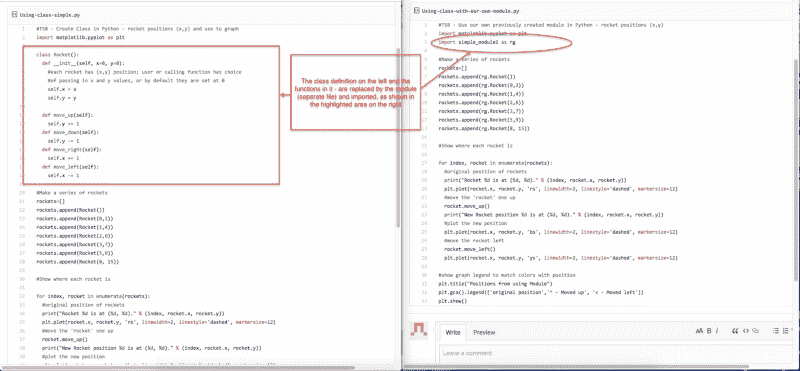 Using-class-simple.py
#TSB - Create Class in Python - rocket positions (x,y) and use to graph
import matplotlib.pyplot as plt
class Rocket():
def __init__(self, x=0, y=0):
#each rocket has (x,y) position; user or calling function has choice
#of passing in x and y values, or by default they are set at 0
self.x = x
self.y = y
def move_up(self):
self.y += 1
def move_down(self):
self.y -= 1
def move_right(self):
self.x += 1
def move_left(self):
self.x -= 1
20 #Make a series of rockets
21 rockets=[]
22 rockets.append(Rocket())
23 rockets.append(Rocket(0,2))
24 rockets.append(Rocket(1,4))
25 rockets.append(Rocket(2,6))
26 rockets.append(Rocket(3,7))
27 rockets.append(Rocket(5,9))
28 rockets.append(Rocket(8, 15))
29
30 #Show where each rocket is
31
32 for index, rocket in enumerate(rockets):
33 #original position of rockets
34 print("Rocket %d is at (%d, %d)." % (index, rocket.x, rocket.y))
35 plt.plot(rocket.x, rocket.y, 'ro', linewidth=2, linestyle='dashed', markersize=12)
36 #move the 'rocket' one up
37 rocket.move_up()
38 print("New Rocket position %d is at (%d, %d)." % (index, rocket.x, rocket.y))
39 #plot the new position
The class definition on the left and the
functions in it - are replaced by the module
(separate file) and imported, as shown in
the highlighted area on the right
Using-class-with-our-own-module.py
1 #TSB - Use our own previously created module in Python - rocket positions (x,y)
2 import matplotlib.pyplot as plt
3 import simple_module1 as rg
4
5 #Make a series of rockets
6 rockets=[]
7 rockets.append(rg.Rocket())
8 rockets.append(rg.Rocket(0,2))
9 rockets.append(rg.Rocket(1,4))
10 rockets.append(rg.Rocket(2,6))
11 rockets.append(rg.Rocket(3,7))
12 rockets.append(rg.Rocket(5,9))
13 rockets.append(rg.Rocket(8, 15))
14
15 #Show where each rocket is
16
17 for index, rocket in enumerate(rockets):
18 #original position of rockets
19 print("Rocket %d is at (%d, %d)." % (index, rocket.x, rocket.y))
20 plt.plot(rocket.x, rocket.y, 'rs', linewidth=2, linestyle='dashed', markersize=12)
21 #move the 'rocket' one up
22 rocket.move_up()
23 print("New Rocket position %d is at (%d, %d)." % (index, rocket.x, rocket.y))
24 #plot the new position
25 plt.plot(rocket.x, rocket.y, 'bs', linewidth=2, linestyle='dashed', markersize=12)
26 #move the rocket left
27 rocket.move_left()
28 plt.plot(rocket.x, rocket.y, 'ys', linewidth=2, linestyle='dashed', markersize=12)
29
30 #show graph legend to match colors with position
31 plt.title("Positions from using Module")
32 plt.gca().legend(('original position','^ - Moved up', '< - Moved left'))
33 plt.show()
Write
Preview
AA B i
Leave a comment